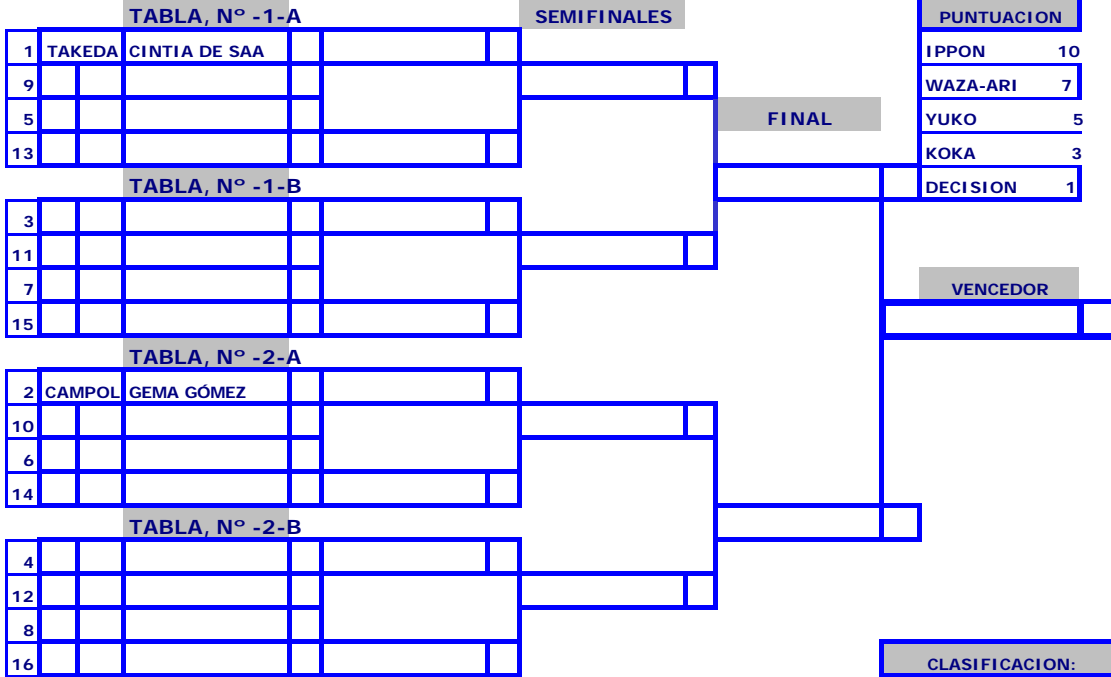 TABLA, Nº -1-A SEMIFINALES PUNTUACION
1 TAKEDA CINTIA DE SAA IPPON 10
9 WAZA-ARI 7
5 FINAL YUKO 5
13 KOKA 3
TABLA, Nº -1-B DECISION 1
3
11
7 VENCEDOR
15
TABLA, Nº -2-A
2 CAMPOL GEMA GÓMEZ
10
6
14
TABLA, Nº -2-B
4
12
8
16 CLASIFICACION: